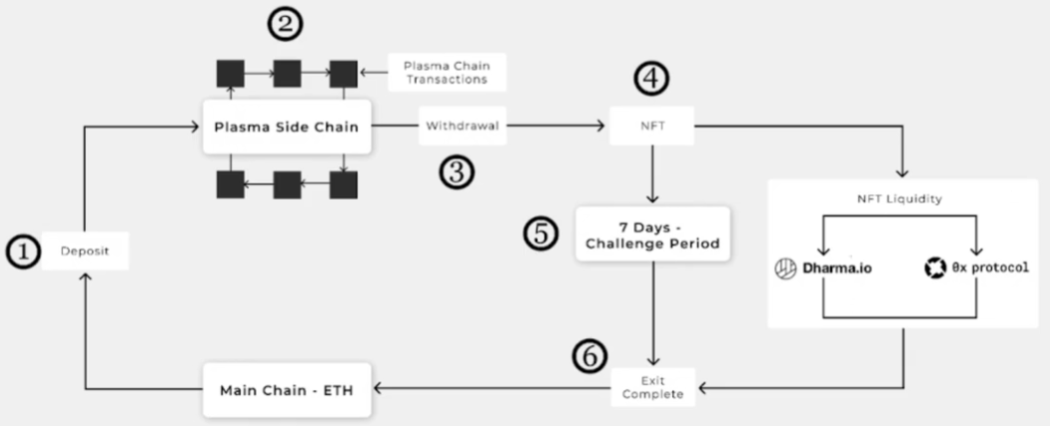 ②
Plasma Chain
Transactions
④
Plasma Side Chain
Withdrawal
NFT
③
NFT Liquidity
⑤
7 Days -
Challenge Period
①
Deposit
Dharma.io
0x protocol
⑥
Exit
Complete
Main Chain - ETH